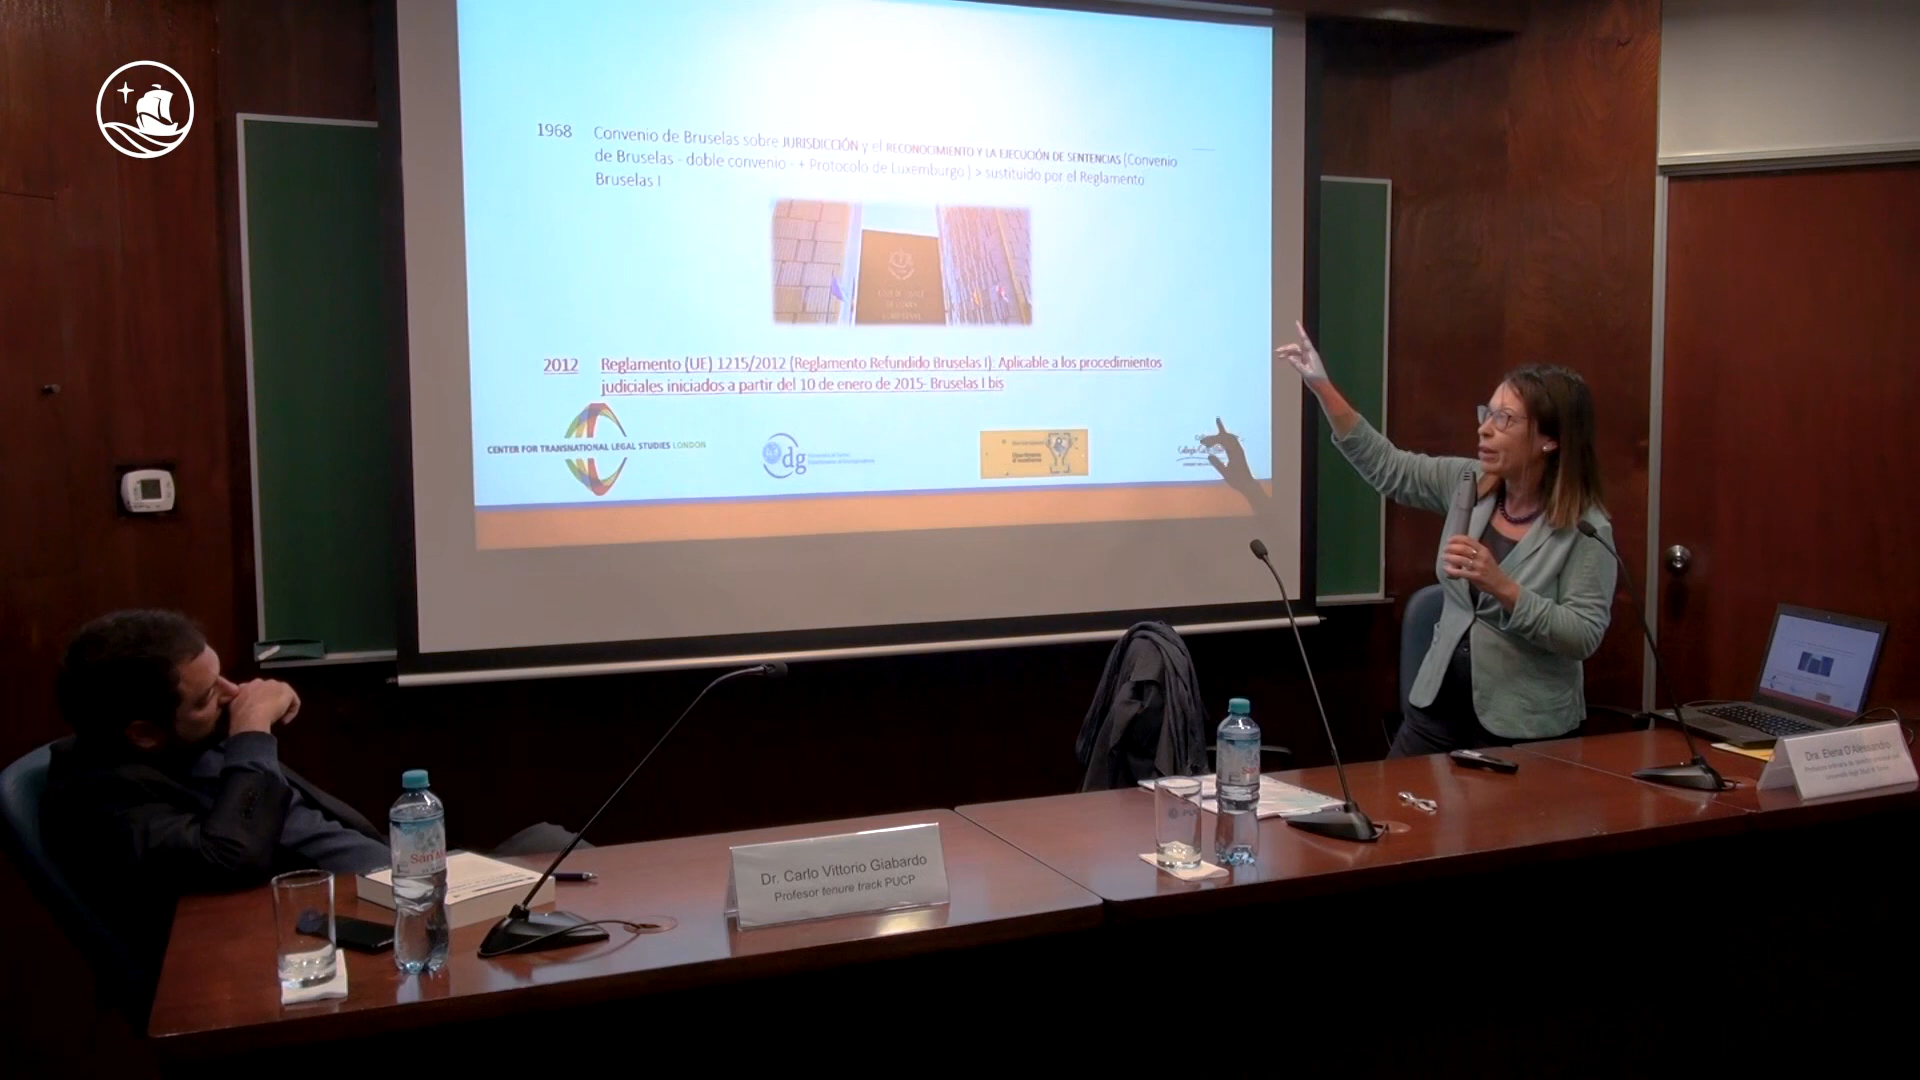 1968 Convenio de Bruselas sobre JURISDICCIÓN y el RECONOCIMIENTO Y LA EJECUCIÓN DE SENTENCIAS (Convenio
de Bruselas - doble convenio - + Protocolo de Luxemburgo ) > sustituido por el Reglamento
Bruselas I
2012 Reglamento (UE) 1215/2012 (Reglamento Refundido Bruselas I). Aplicable a los procedimientos
judiciales iniciados a partir del 10 de enero de 2015- Bruselas I bis
CENTER FOR TRANSNATIONAL LEGAL STUDIES LONDON
dg
Dra. Elena D'Alessandro
Dr. Carlo Vittorio Giabardo
Profesor tenure track PUCP